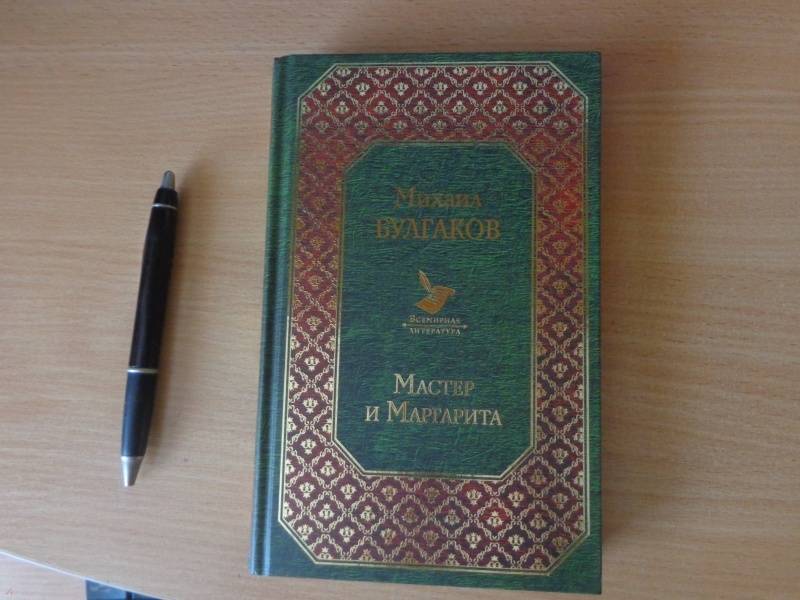 Михаил
БУЛГАКОВ
Всемирная
литература
Мастер
и Маргарита